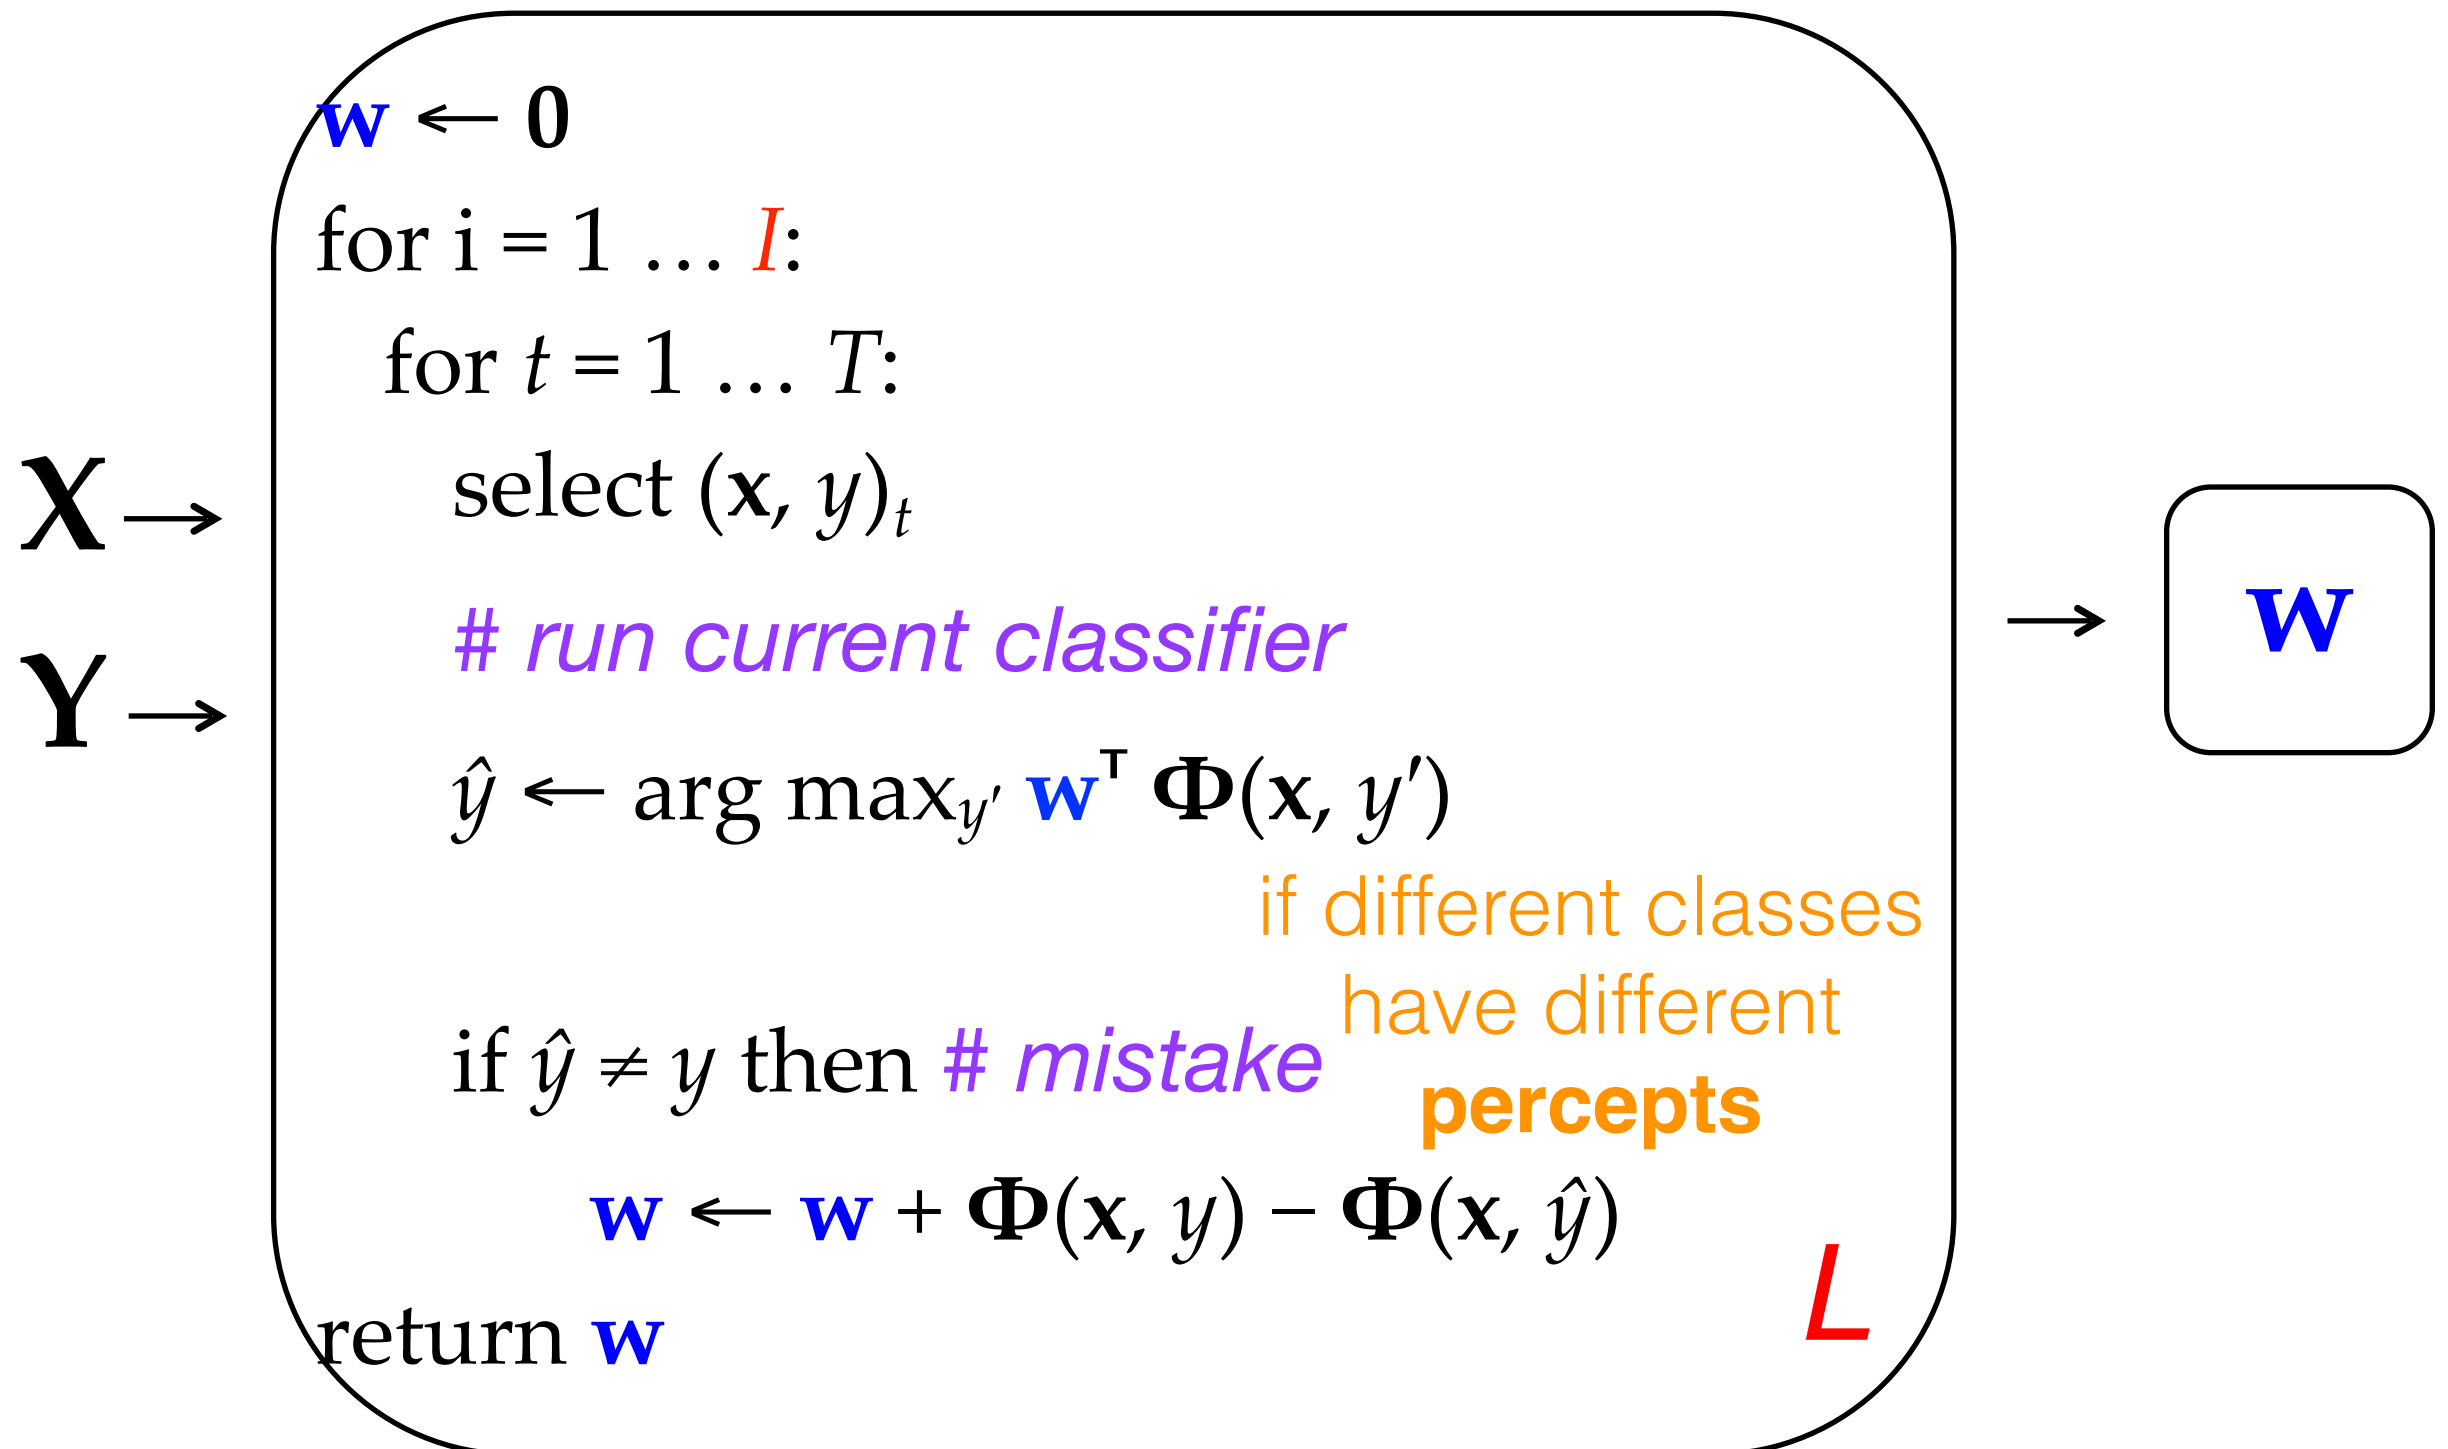 w ← 0
for i = 1 … I:
for t = 1 … T:
select (x, y)ₜ
X →
# run current classifier
→ w
Y →
ŷ ← arg max_y′ wᵀ Φ(x, y′)
if different classes
have different
if ŷ ≠ y then # mistake
percepts
w ← w + Φ(x, y) − Φ(x, ŷ)
L
return w